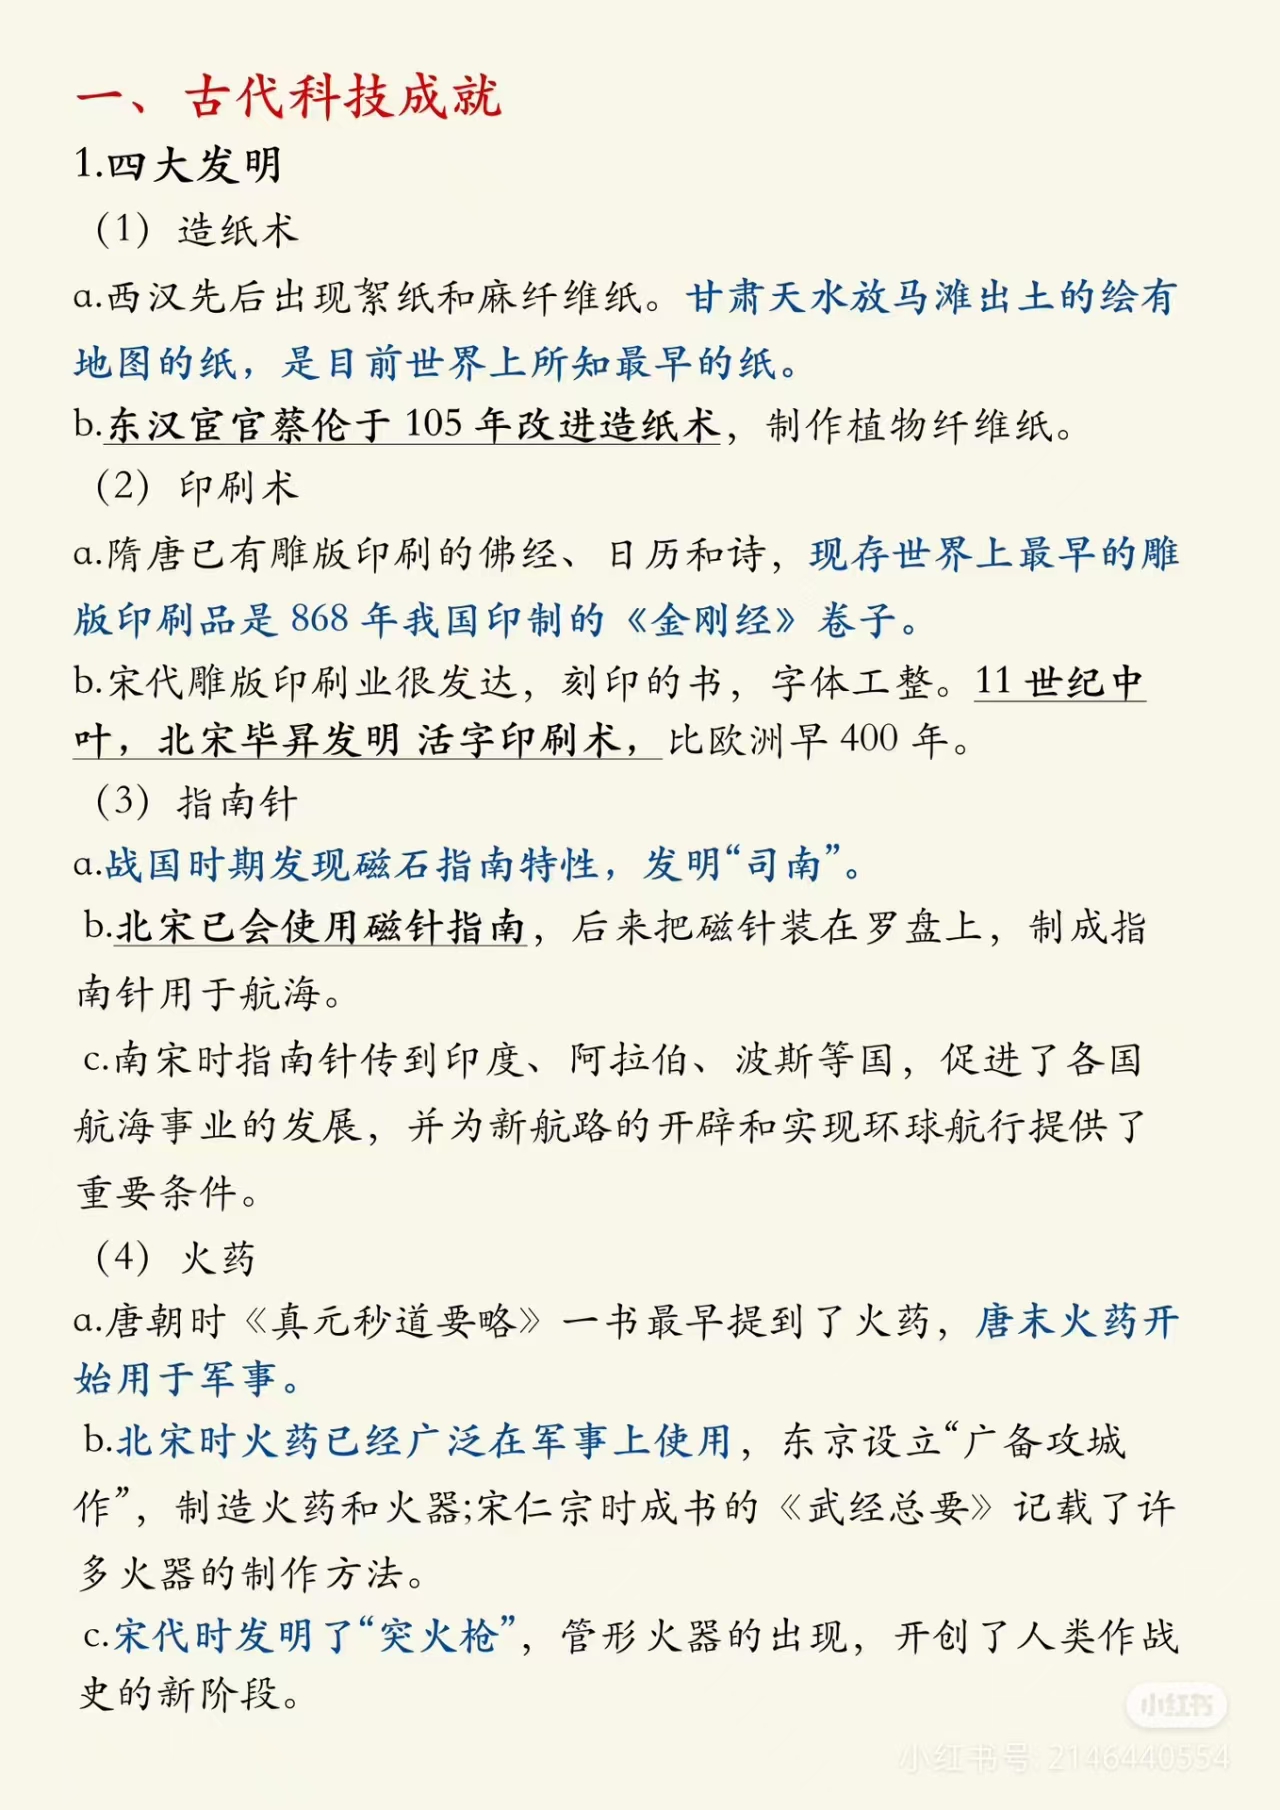 一、古代科技成就
1.四大发明
（1）造纸术
a.西汉先后出现絮纸和麻纤维纸。甘肃天水放马滩出土的绘有
地图的纸，是目前世界上所知最早的纸。
b.东汉宦官蔡伦于 105 年改进造纸术，制作植物纤维纸。
（2）印刷术
a.隋唐已有雕版印刷的佛经、日历和诗，现存世界上最早的雕
版印刷品是 868 年我国印制的《金刚经》卷子。
b.宋代雕版印刷业很发达，刻印的书，字体工整。11 世纪中
叶，北宋毕昇发明 活字印刷术，比欧洲早 400 年。
（3）指南针
a.战国时期发现磁石指南特性，发明“司南”。
b.北宋已会使用磁针指南，后来把磁针装在罗盘上，制成指
南针用于航海。
c.南宋时指南针传到印度、阿拉伯、波斯等国，促进了各国
航海事业的发展，并为新航路的开辟和实现环球航行提供了
重要条件。
（4）火药
a.唐朝时《真元秒道要略》一书最早提到了火药，唐末火药开
始用于军事。
b.北宋时火药已经广泛在军事上使用，东京设立“广备攻城
作”，制造火药和火器;宋仁宗时成书的《武经总要》记载了许
多火器的制作方法。
c.宋代时发明了“突火枪”，管形火器的出现，开创了人类作战
史的新阶段。
小红书
小红书号: 2146440554